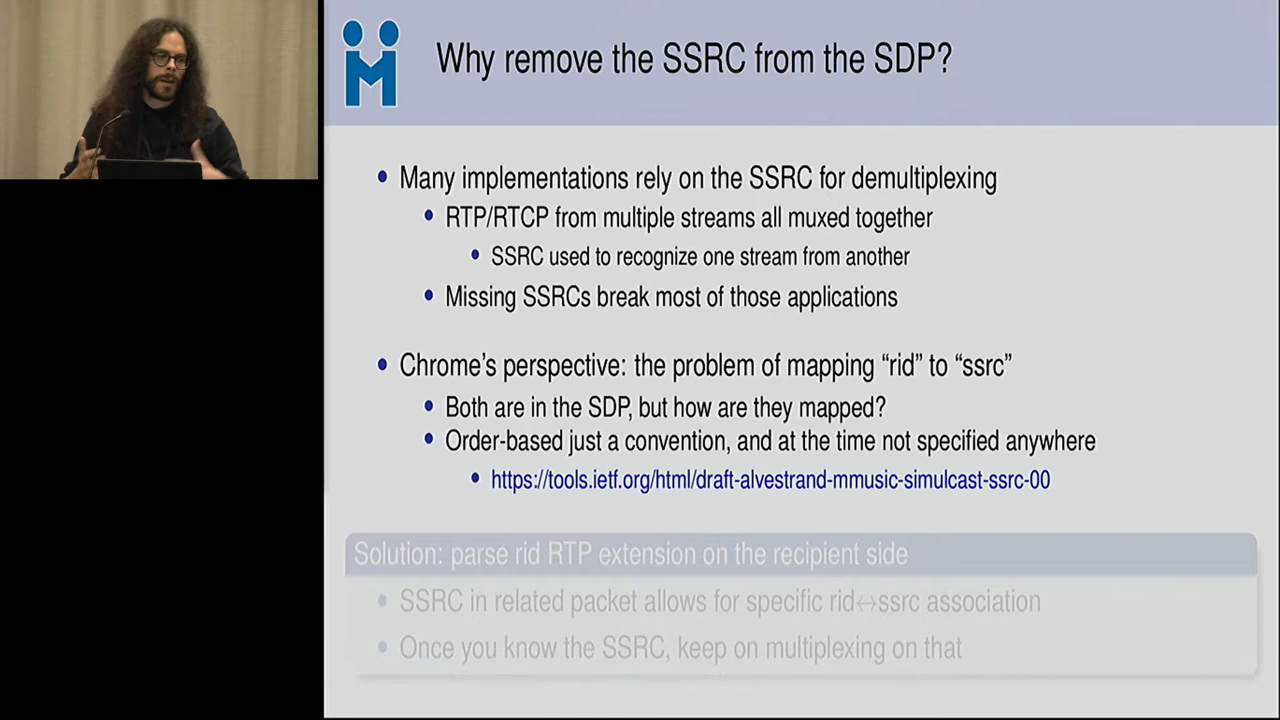 Why remove the SSRC from the SDP?
Many implementations rely on the SSRC for demultiplexing
RTP/RTCP from multiple streams all muxed together
SSRC used to recognize one stream from another
Missing SSRCs break most of those applications
Chrome's perspective: the problem of mapping “rid” to “ssrc”
Both are in the SDP, but how are they mapped?
Order-based just a convention, and at the time not specified anywhere
https://tools.ietf.org/html/draft-alvestrand-mmusic-simulcast-ssrc-00
Solution: parse rid RTP extension on the recipient side
SSRC in related packet allows for specific rid↔ssrc association
Once you know the SSRC, keep on multiplexing on that